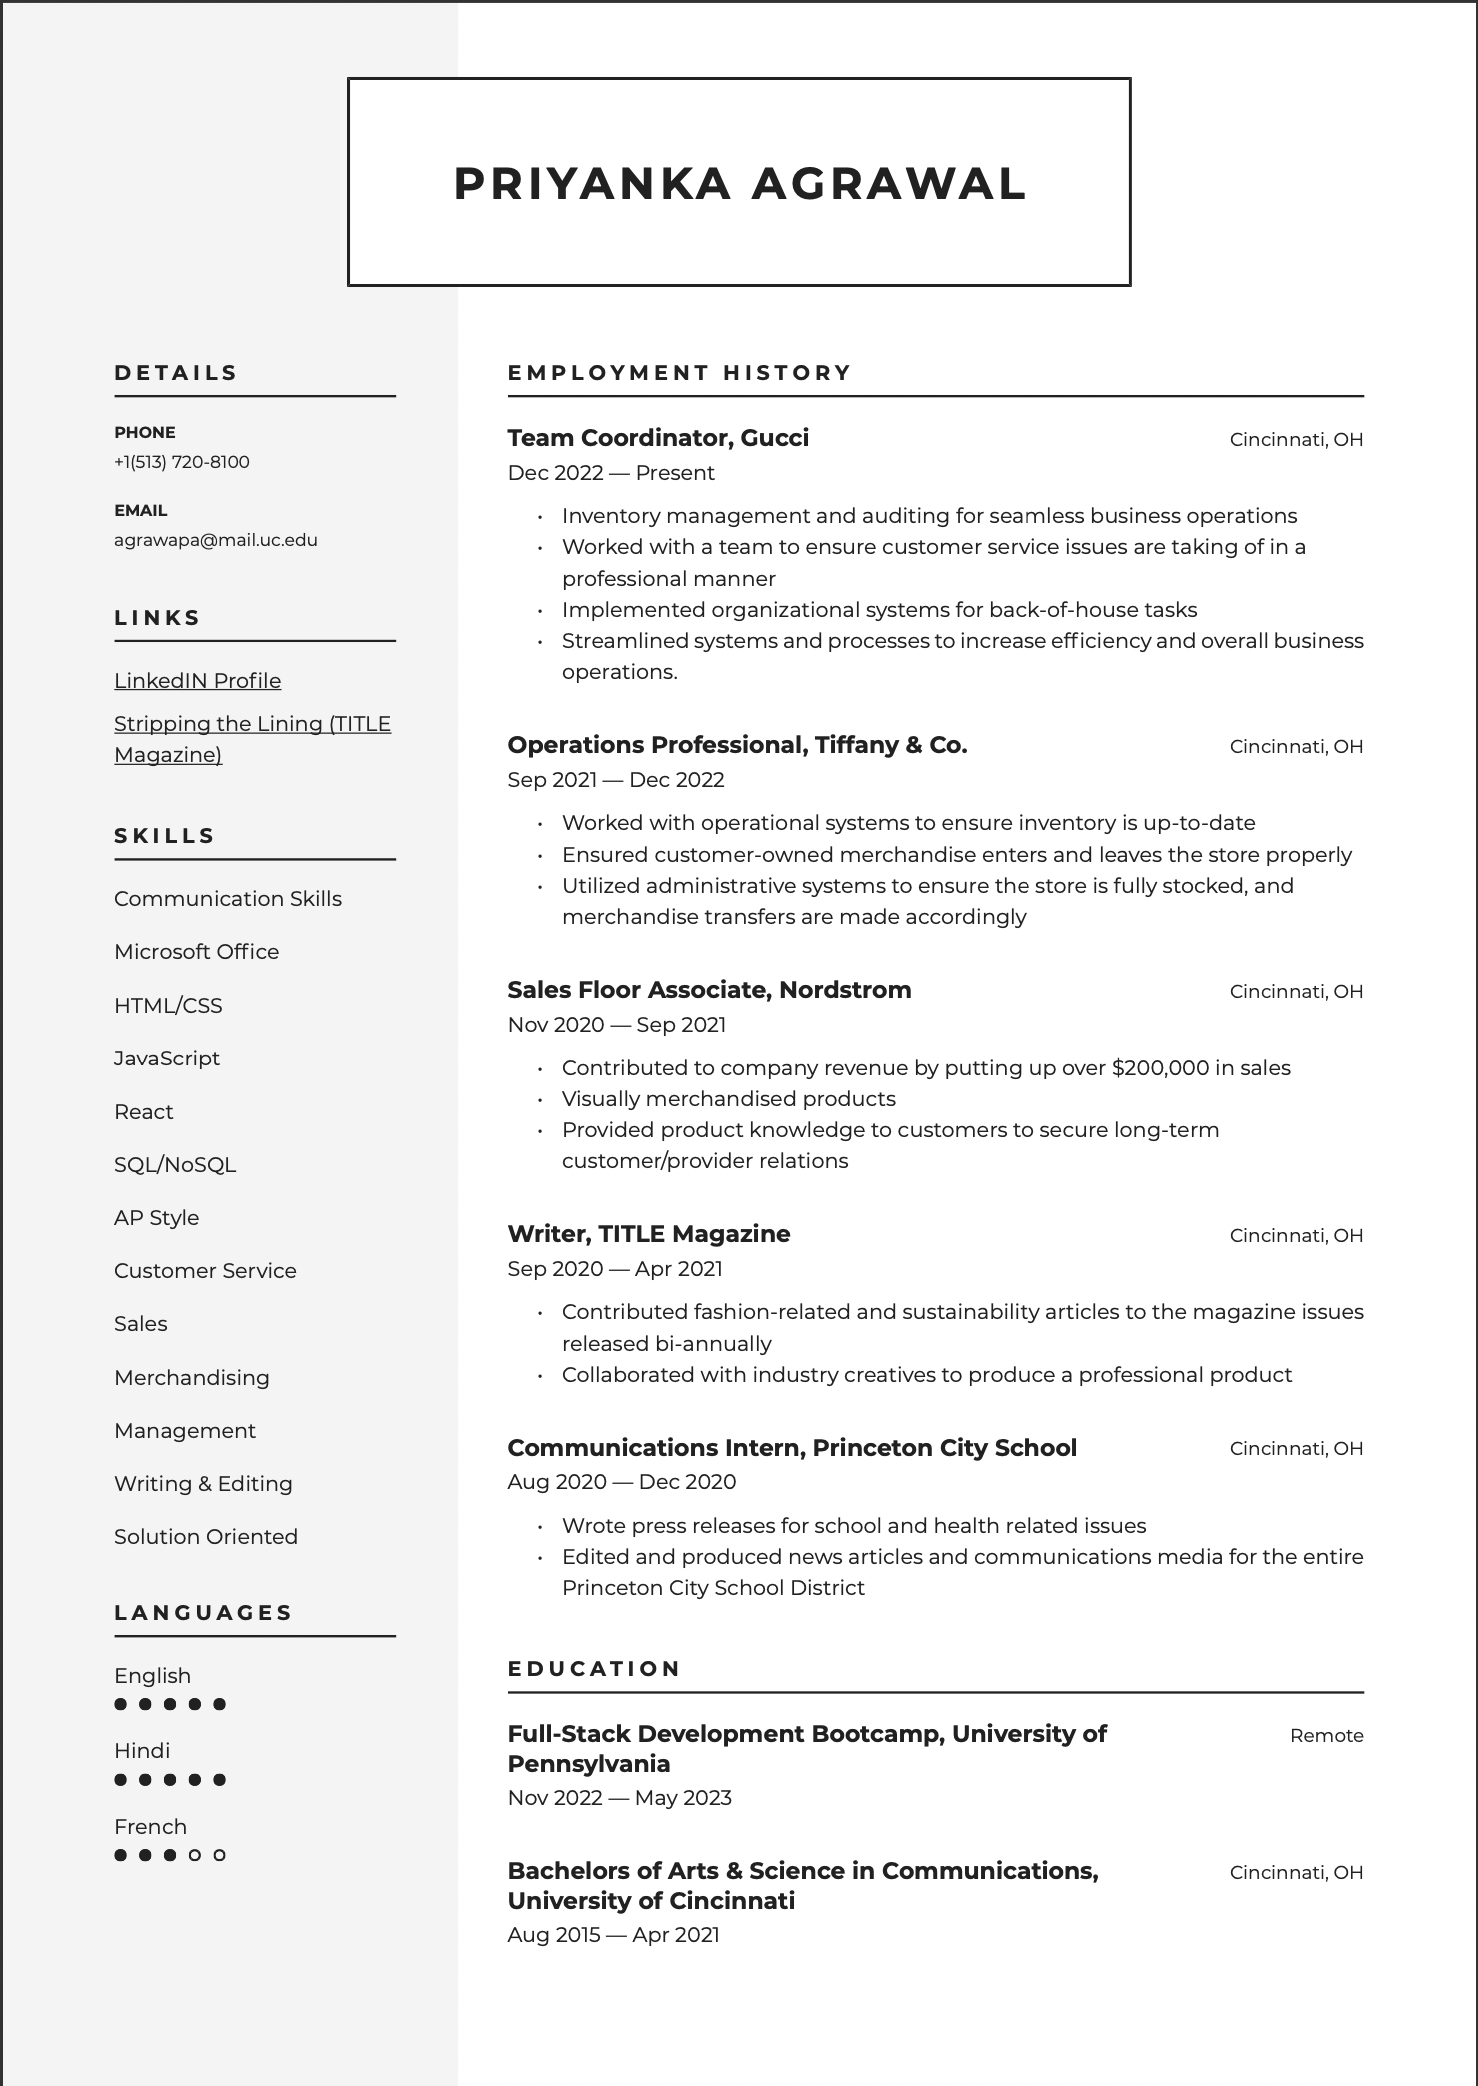 PRIYANKA AGRAWAL
DETAILS
PHONE
+1(513) 720-8100
EMAIL
agrawapa@mail.uc.edu
LINKS
LinkedIN Profile
Stripping the Lining (TITLE
Magazine)
SKILLS
Communication Skills
Microsoft Office
HTML/CSS
JavaScript
React
SQL/NoSQL
AP Style
Customer Service
Sales
Merchandising
Management
Writing & Editing
Solution Oriented
LANGUAGES
English
Hindi
French
EMPLOYMENT HISTORY
Team Coordinator, Gucci Cincinnati, OH
Dec 2022 — Present
• Inventory management and auditing for seamless business operations
• Worked with a team to ensure customer service issues are taking of in a
professional manner
• Implemented organizational systems for back-of-house tasks
• Streamlined systems and processes to increase efficiency and overall business
operations.
Operations Professional, Tiffany & Co. Cincinnati, OH
Sep 2021 — Dec 2022
• Worked with operational systems to ensure inventory is up-to-date
• Ensured customer-owned merchandise enters and leaves the store properly
• Utilized administrative systems to ensure the store is fully stocked, and
merchandise transfers are made accordingly
Sales Floor Associate, Nordstrom Cincinnati, OH
Nov 2020 — Sep 2021
• Contributed to company revenue by putting up over $200,000 in sales
• Visually merchandised products
• Provided product knowledge to customers to secure long-term
customer/provider relations
Writer, TITLE Magazine Cincinnati, OH
Sep 2020 — Apr 2021
• Contributed fashion-related and sustainability articles to the magazine issues
released bi-annually
• Collaborated with industry creatives to produce a professional product
Communications Intern, Princeton City School Cincinnati, OH
Aug 2020 — Dec 2020
• Wrote press releases for school and health related issues
• Edited and produced news articles and communications media for the entire
Princeton City School District
EDUCATION
Full-Stack Development Bootcamp, University of Remote
Pennsylvania
Nov 2022 — May 2023
Bachelors of Arts & Science in Communications, Cincinnati, OH
University of Cincinnati
Aug 2015 — Apr 2021